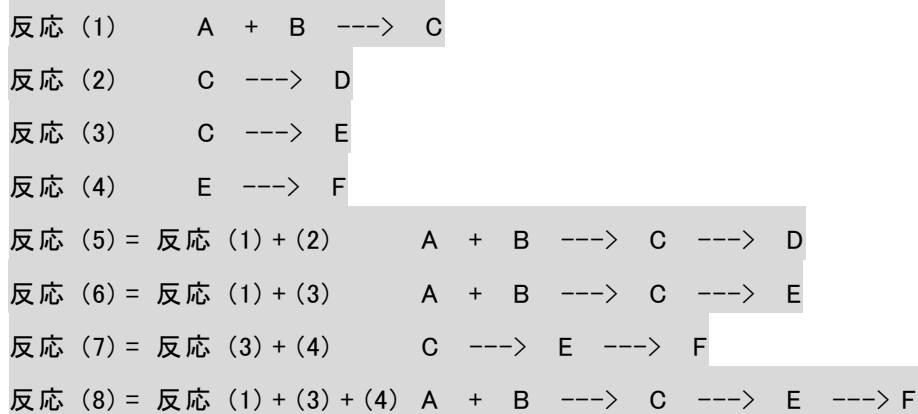 反応 (1) A + B ---> C
反応 (2) C ---> D
反応 (3) C ---> E
反応 (4) E ---> F
反応 (5) = 反応 (1) + (2) A + B ---> C ---> D
反応 (6) = 反応 (1) + (3) A + B ---> C ---> E
反応 (7) = 反応 (3) + (4) C ---> E ---> F
反応 (8) = 反応 (1) + (3) + (4) A + B ---> C ---> E ---> F